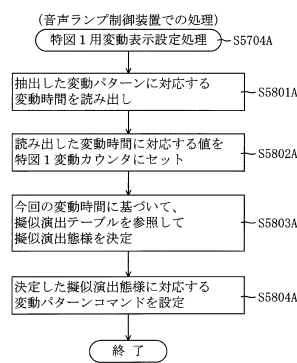 (音声ランプ制御装置での処理)
特図1用変動表示設定処理
S5704A
抽出した変動パターンに対応する
変動時間を読み出し
S5801A
読み出した変動時間に対応する値を
特図1変動カウンタにセット
S5802A
今回の変動時間に基づいて、
擬似演出テーブルを参照して
擬似演出態様を決定
S5803A
決定した擬似演出態様に対応する
変動パターンコマンドを設定
S5804A
終了